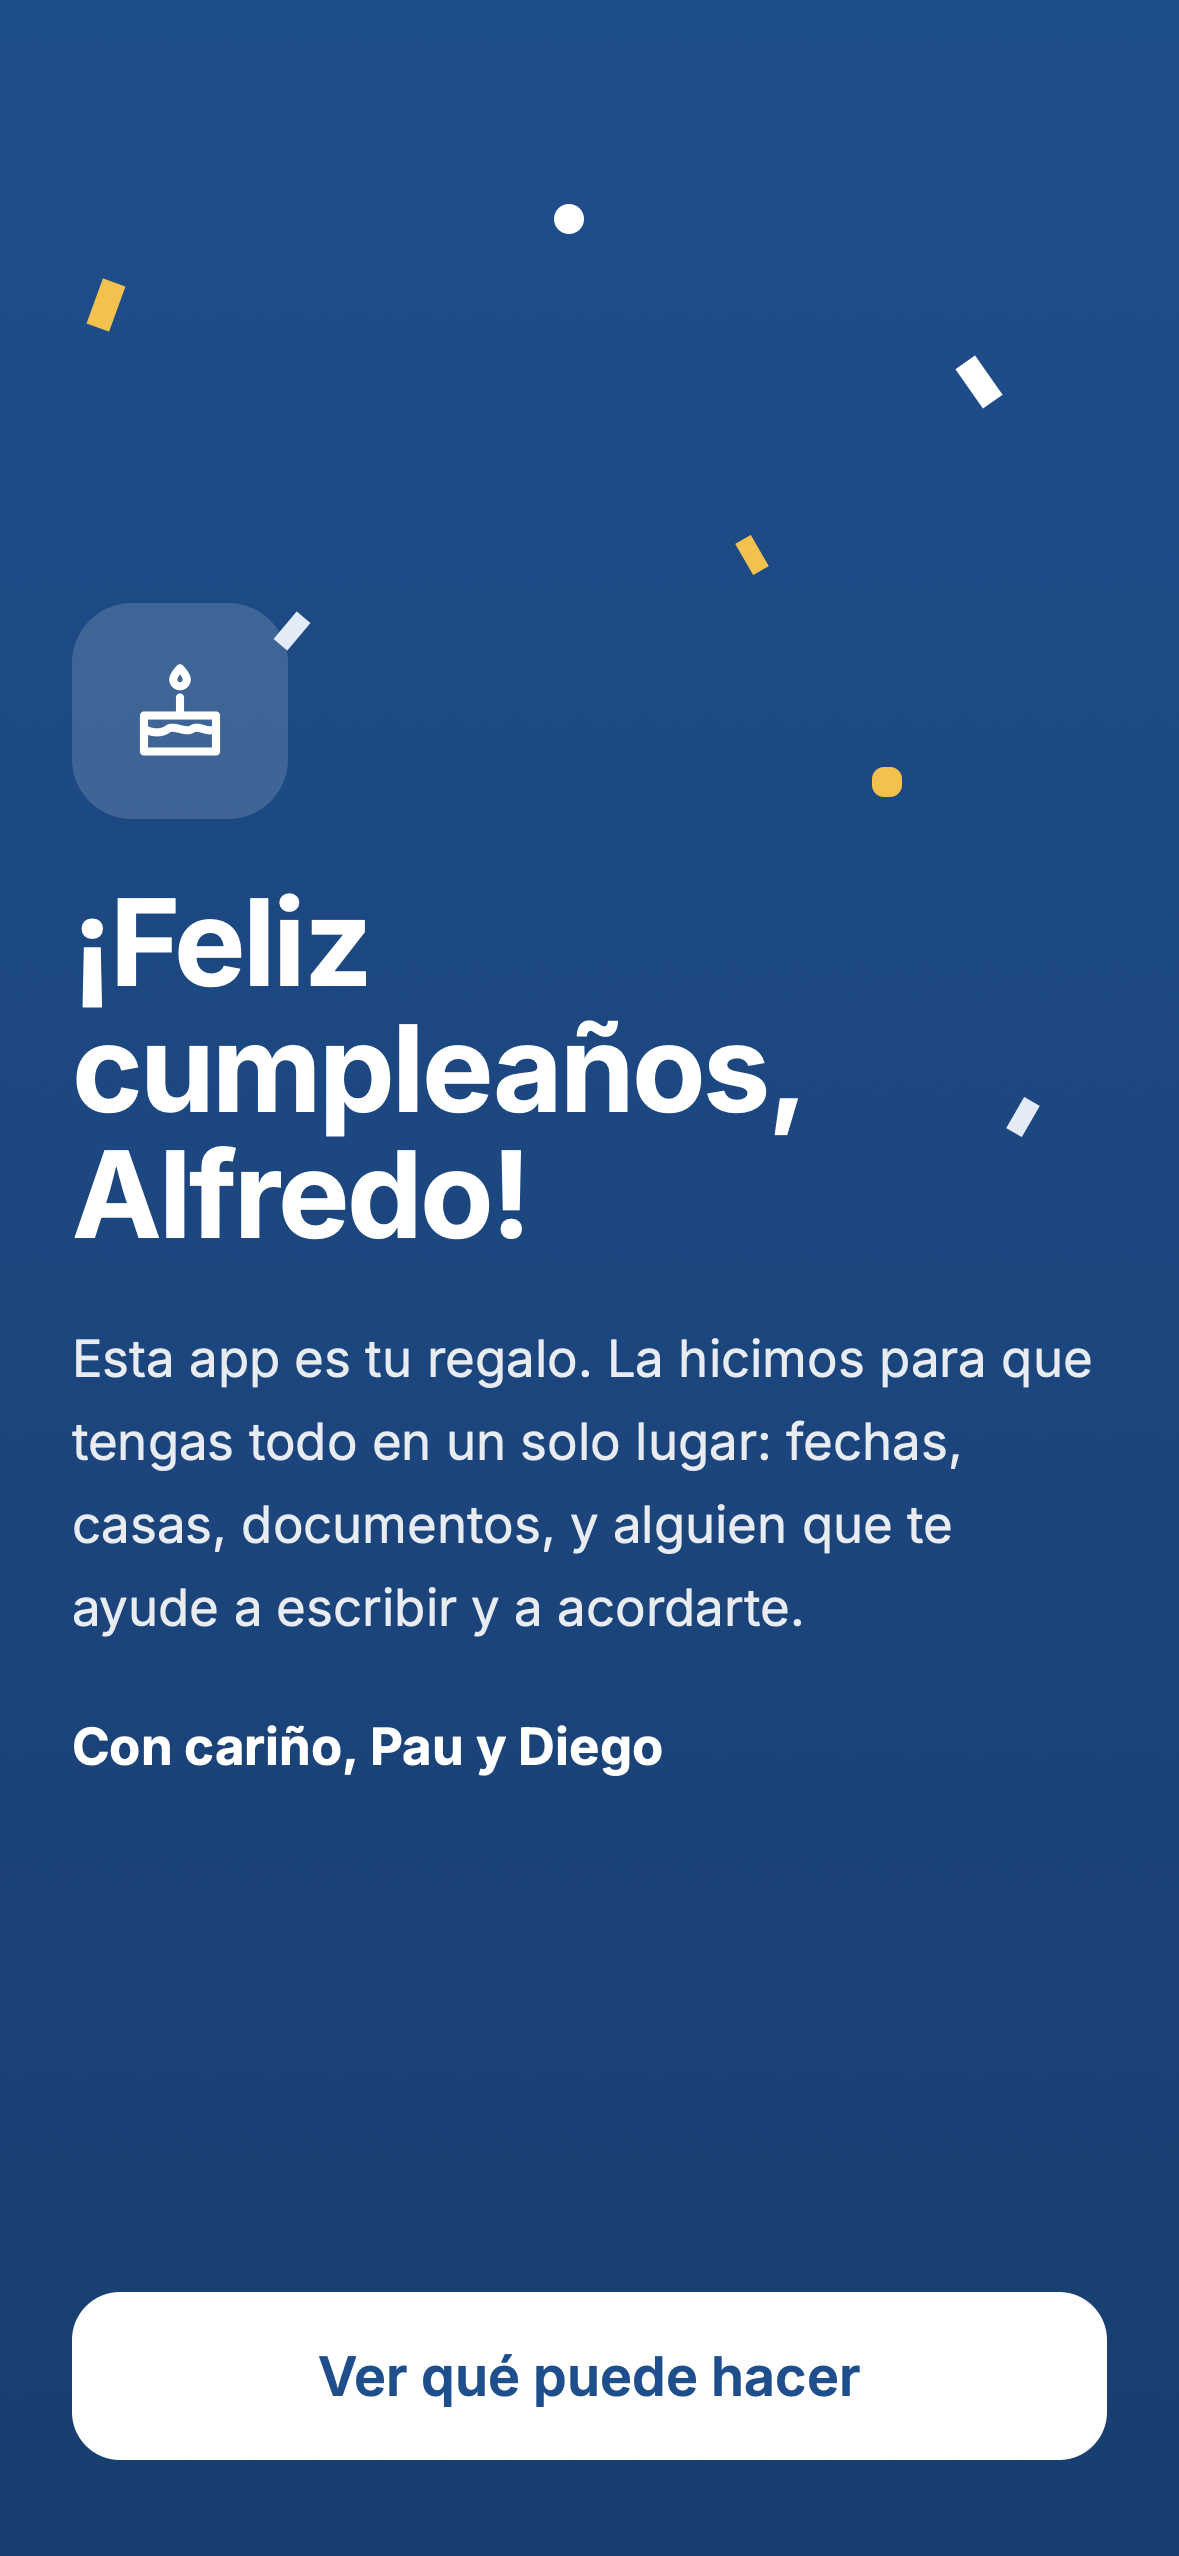 ¡Feliz
cumpleaños,
Alfredo!
Esta app es tu regalo. La hicimos para que
tengas todo en un solo lugar: fechas,
casas, documentos, y alguien que te
ayude a escribir y a acordarte.
Con cariño, Pau y Diego
Ver qué puede hacer